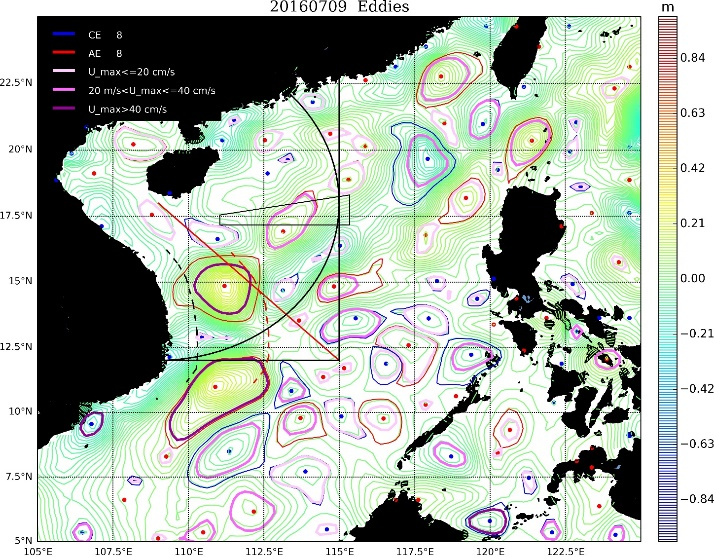 20160709 Eddies
m
CE 8
AE 8
U_max<=20 cm/s
20 m/s<U_max<=40 cm/s
U_max>40 cm/s
22.5°N
20°N
17.5°N
15°N
12.5°N
10°N
7.5°N
5°N
105°E 107.5°E 110°E 112.5°E 115°E 117.5°E 120°E 122.5°E
0.84
0.63
0.42
0.21
0.00
−0.21
−0.42
−0.63
−0.84